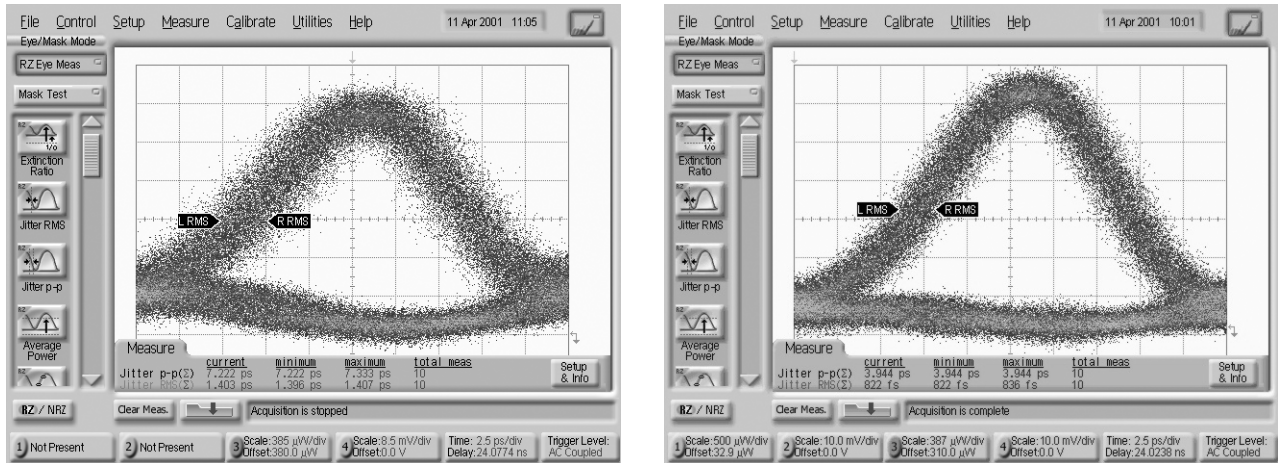 File Control Setup Measure Calibrate Utilities Help 11 Apr 2001 11:05
Eye/Mask Mode
RZ Eye Meas
Mask Test
Extinction
Ratio
Jitter RMS
Jitter p-p
Average
Power
L RMS R RMS
Measure
current minimum maximum total meas
Jitter p-p(Σ) 7.222 ps 7.222 ps 7.333 ps 10
Jitter RMS(Σ) 1.403 ps 1.396 ps 1.407 ps 10
Setup
& Info
RZ / NRZ Clear Meas. Acquisition is stopped
1 Not Present 2 Not Present 3 Scale:385 µW/div 4 Scale:8.5 mV/div Time: 2.5 ps/div Trigger Level:
Offset:380.0 µW Offset:0.0 V Delay:24.0774 ns AC Coupled
File Control Setup Measure Calibrate Utilities Help 11 Apr 2001 10:01
Eye/Mask Mode
RZ Eye Meas
Mask Test
Extinction
Ratio
Jitter RMS
Jitter p-p
Average
Power
L RMS R RMS
Measure
current minimum maximum total meas
Jitter p-p(Σ) 3.944 ps 3.944 ps 3.944 ps 10
Jitter RMS(Σ) 822 fs 822 fs 836 fs 10
Setup
& Info
RZ / NRZ Clear Meas. Acquisition is complete
1 Scale:500 µW/div 2 Scale:10.0 mV/div 3 Scale:387 µW/div 4 Scale:10.0 mV/div Time: 2.5 ps/div Trigger Level:
Offset:32.9 µW Offset:0.0 V Offset:310.0 µW Offset:0.0 V Delay:24.0238 ns AC Coupled